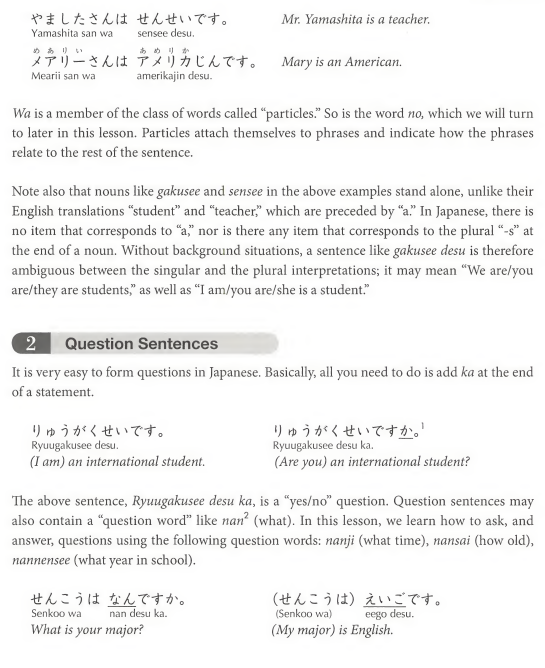 やましたさんは せんせいです。 Mr. Yamashita is a teacher.
Yamashita san wa sensee desu.
めありい あめりか
メアリーさんは アメリカじんです。 Mary is an American.
Mearii san wa amerikajin desu.
Wa is a member of the class of words called “particles.” So is the word no, which we will turn
to later in this lesson. Particles attach themselves to phrases and indicate how the phrases
relate to the rest of the sentence.
Note also that nouns like gakusee and sensee in the above examples stand alone, unlike their
English translations “student” and “teacher,” which are preceded by “a.” In Japanese, there is
no item that corresponds to “a,” nor is there any item that corresponds to the plural “-s” at
the end of a noun. Without background situations, a sentence like gakusee desu is therefore
ambiguous between the singular and the plural interpretations; it may mean “We are/you
are/they are students,” as well as “I am/you are/she is a student.”
2 Question Sentences
It is very easy to form questions in Japanese. Basically, all you need to do is add ka at the end
of a statement.
りゅうがくせいです。 りゅうがくせいですか。1
Ryuugakusee desu. Ryuugakusee desu ka.
(I am) an international student. (Are you) an international student?
The above sentence, Ryuugakusee desu ka, is a “yes/no” question. Question sentences may
also contain a “question word” like nan2 (what). In this lesson, we learn how to ask, and
answer, questions using the following question words: nanji (what time), nansai (how old),
nannensee (what year in school).
せんこうは なんですか。 (せんこうは) えいごです。
Senkoo wa nan desu ka. (Senkoo wa) eego desu.
What is your major? (My major) is English.